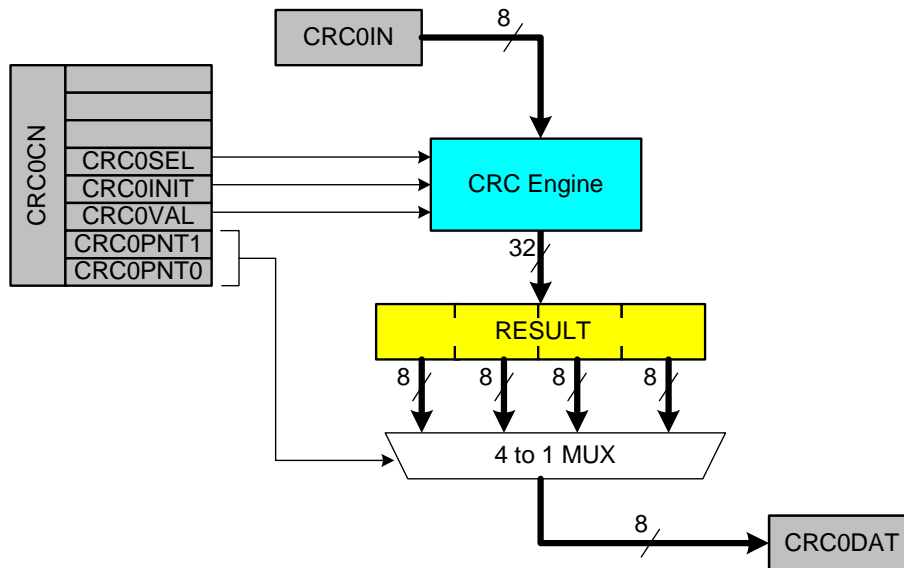 CRC0IN
8
CRC0CN
CRC0SEL
CRC0INIT
CRC0VAL
CRC0PNT1
CRC0PNT0
CRC Engine
32
RESULT
8
8
8
8
4 to 1 MUX
8
CRC0DAT